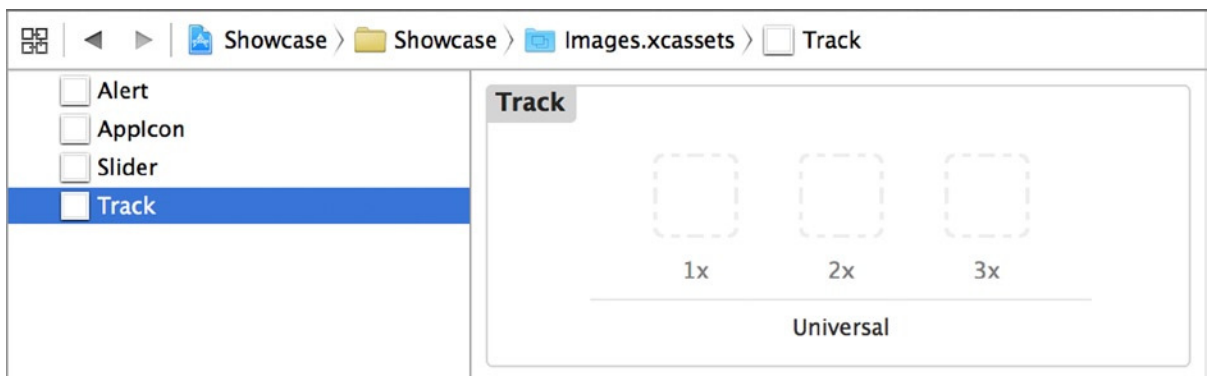 Showcase Showcase Images.xcassets Track
Alert
AppIcon
Slider
Track
Track
1x 2x 3x
Universal